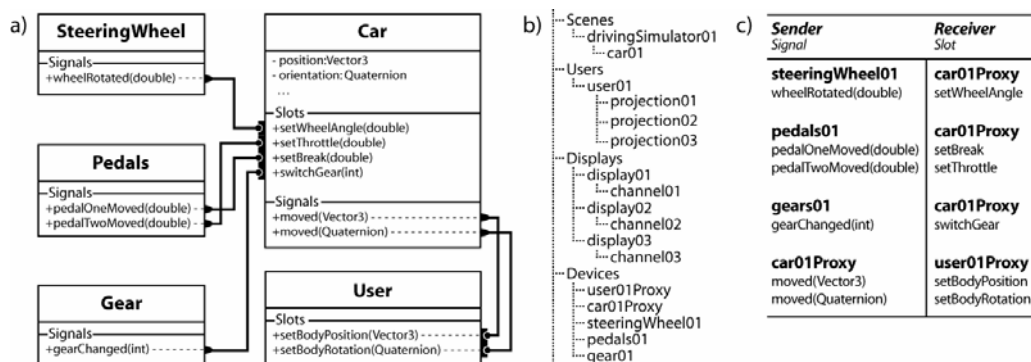 a)
SteeringWheel
Signals
+wheelRotated(double)
Pedals
Signals
+pedalOneMoved(double)
+pedalTwoMoved(double)
Gear
Signals
+gearChanged(int)
Car
- position:Vector3
- orientation: Quaternion
...
Slots
+setWheelAngle(double)
+setThrottle(double)
+setBreak(double)
+switchGear(int)
Signals
+moved(Vector3)
+moved(Quaternion)
User
Slots
+setBodyPosition(Vector3)
+setBodyRotation(Quaternion)
b)
Scenes
drivingSimulator01
car01
Users
user01
projection01
projection02
projection03
Displays
display01
channel01
display02
channel02
display03
channel03
Devices
user01Proxy
car01Proxy
steeringWheel01
pedals01
gear01
c)
Sender Receiver
Signal Slot
steeringWheel01 car01Proxy
wheelRotated(double) setWheelAngle
pedals01 car01Proxy
pedalOneMoved(double) setBreak
pedalTwoMoved(double) setThrottle
gears01 car01Proxy
gearChanged(int) switchGear
car01Proxy user01Proxy
moved(Vector3) setBodyPosition
moved(Quaternion) setBodyRotation